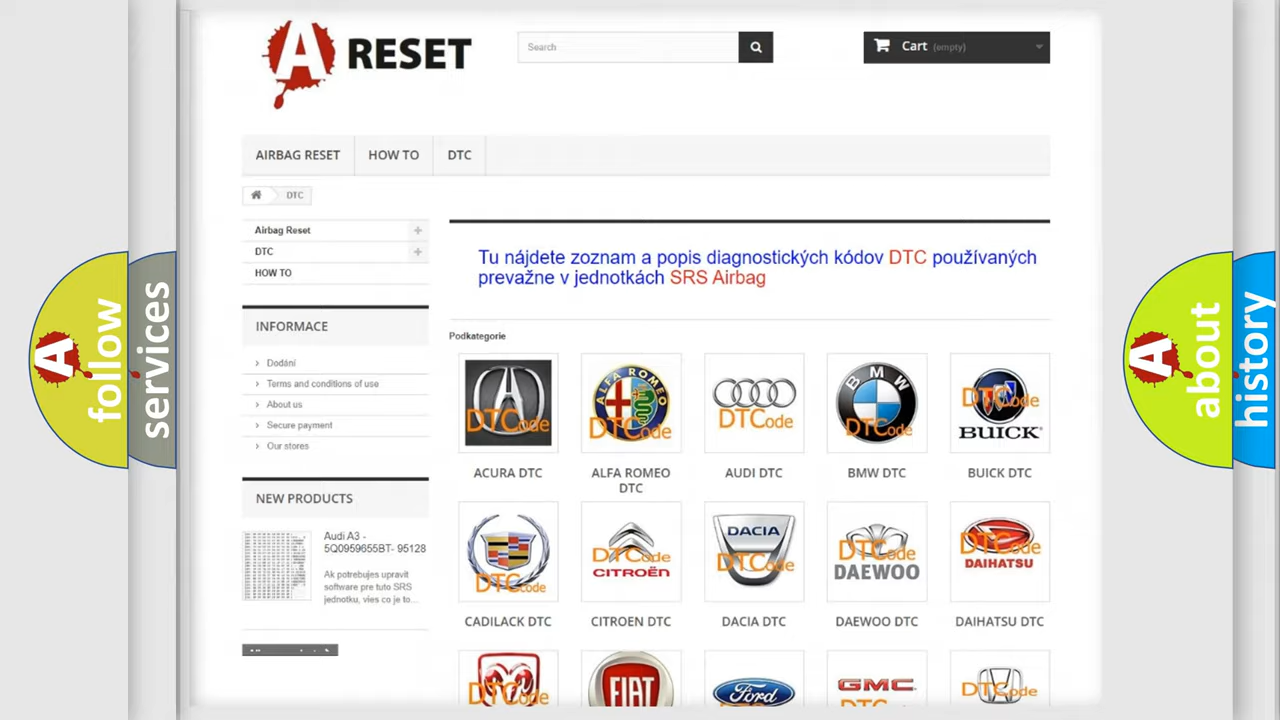 A RESET
Search
Cart (empty)
AIRBAG RESET
HOW TO
DTC
DTC
Airbag Reset
DTC
HOW TO
INFORMACE
Dodání
Terms and conditions of use
About us
Secure payment
Our stores
NEW PRODUCTS
Audi A3 -
5Q0959655BT- 95128
Ak potrebujes upravit
software pre tuto SRS
jednotku, vies co je to...
Tu nájdete zoznam a popis diagnostických kódov DTC používaných
prevažne v jednotkách SRS Airbag
Podkategorie
DTCode
ALFA ROMEO
DTCode
DTCode
BMW
DTCode
DTCode
BUICK
ACURA DTC
ALFA ROMEO
DTC
AUDI DTC
BMW DTC
BUICK DTC
DTCode
DTCode
CITROËN
DACIA
DTCode
DTCode
DAEWOO
DTCode
DAIHATSU
CADILACK DTC
CITROEN DTC
DACIA DTC
DAEWOO DTC
DAIHATSU DTC
DTCode
FIAT
Ford
GMC
DTCode
A follow
services
A about
history